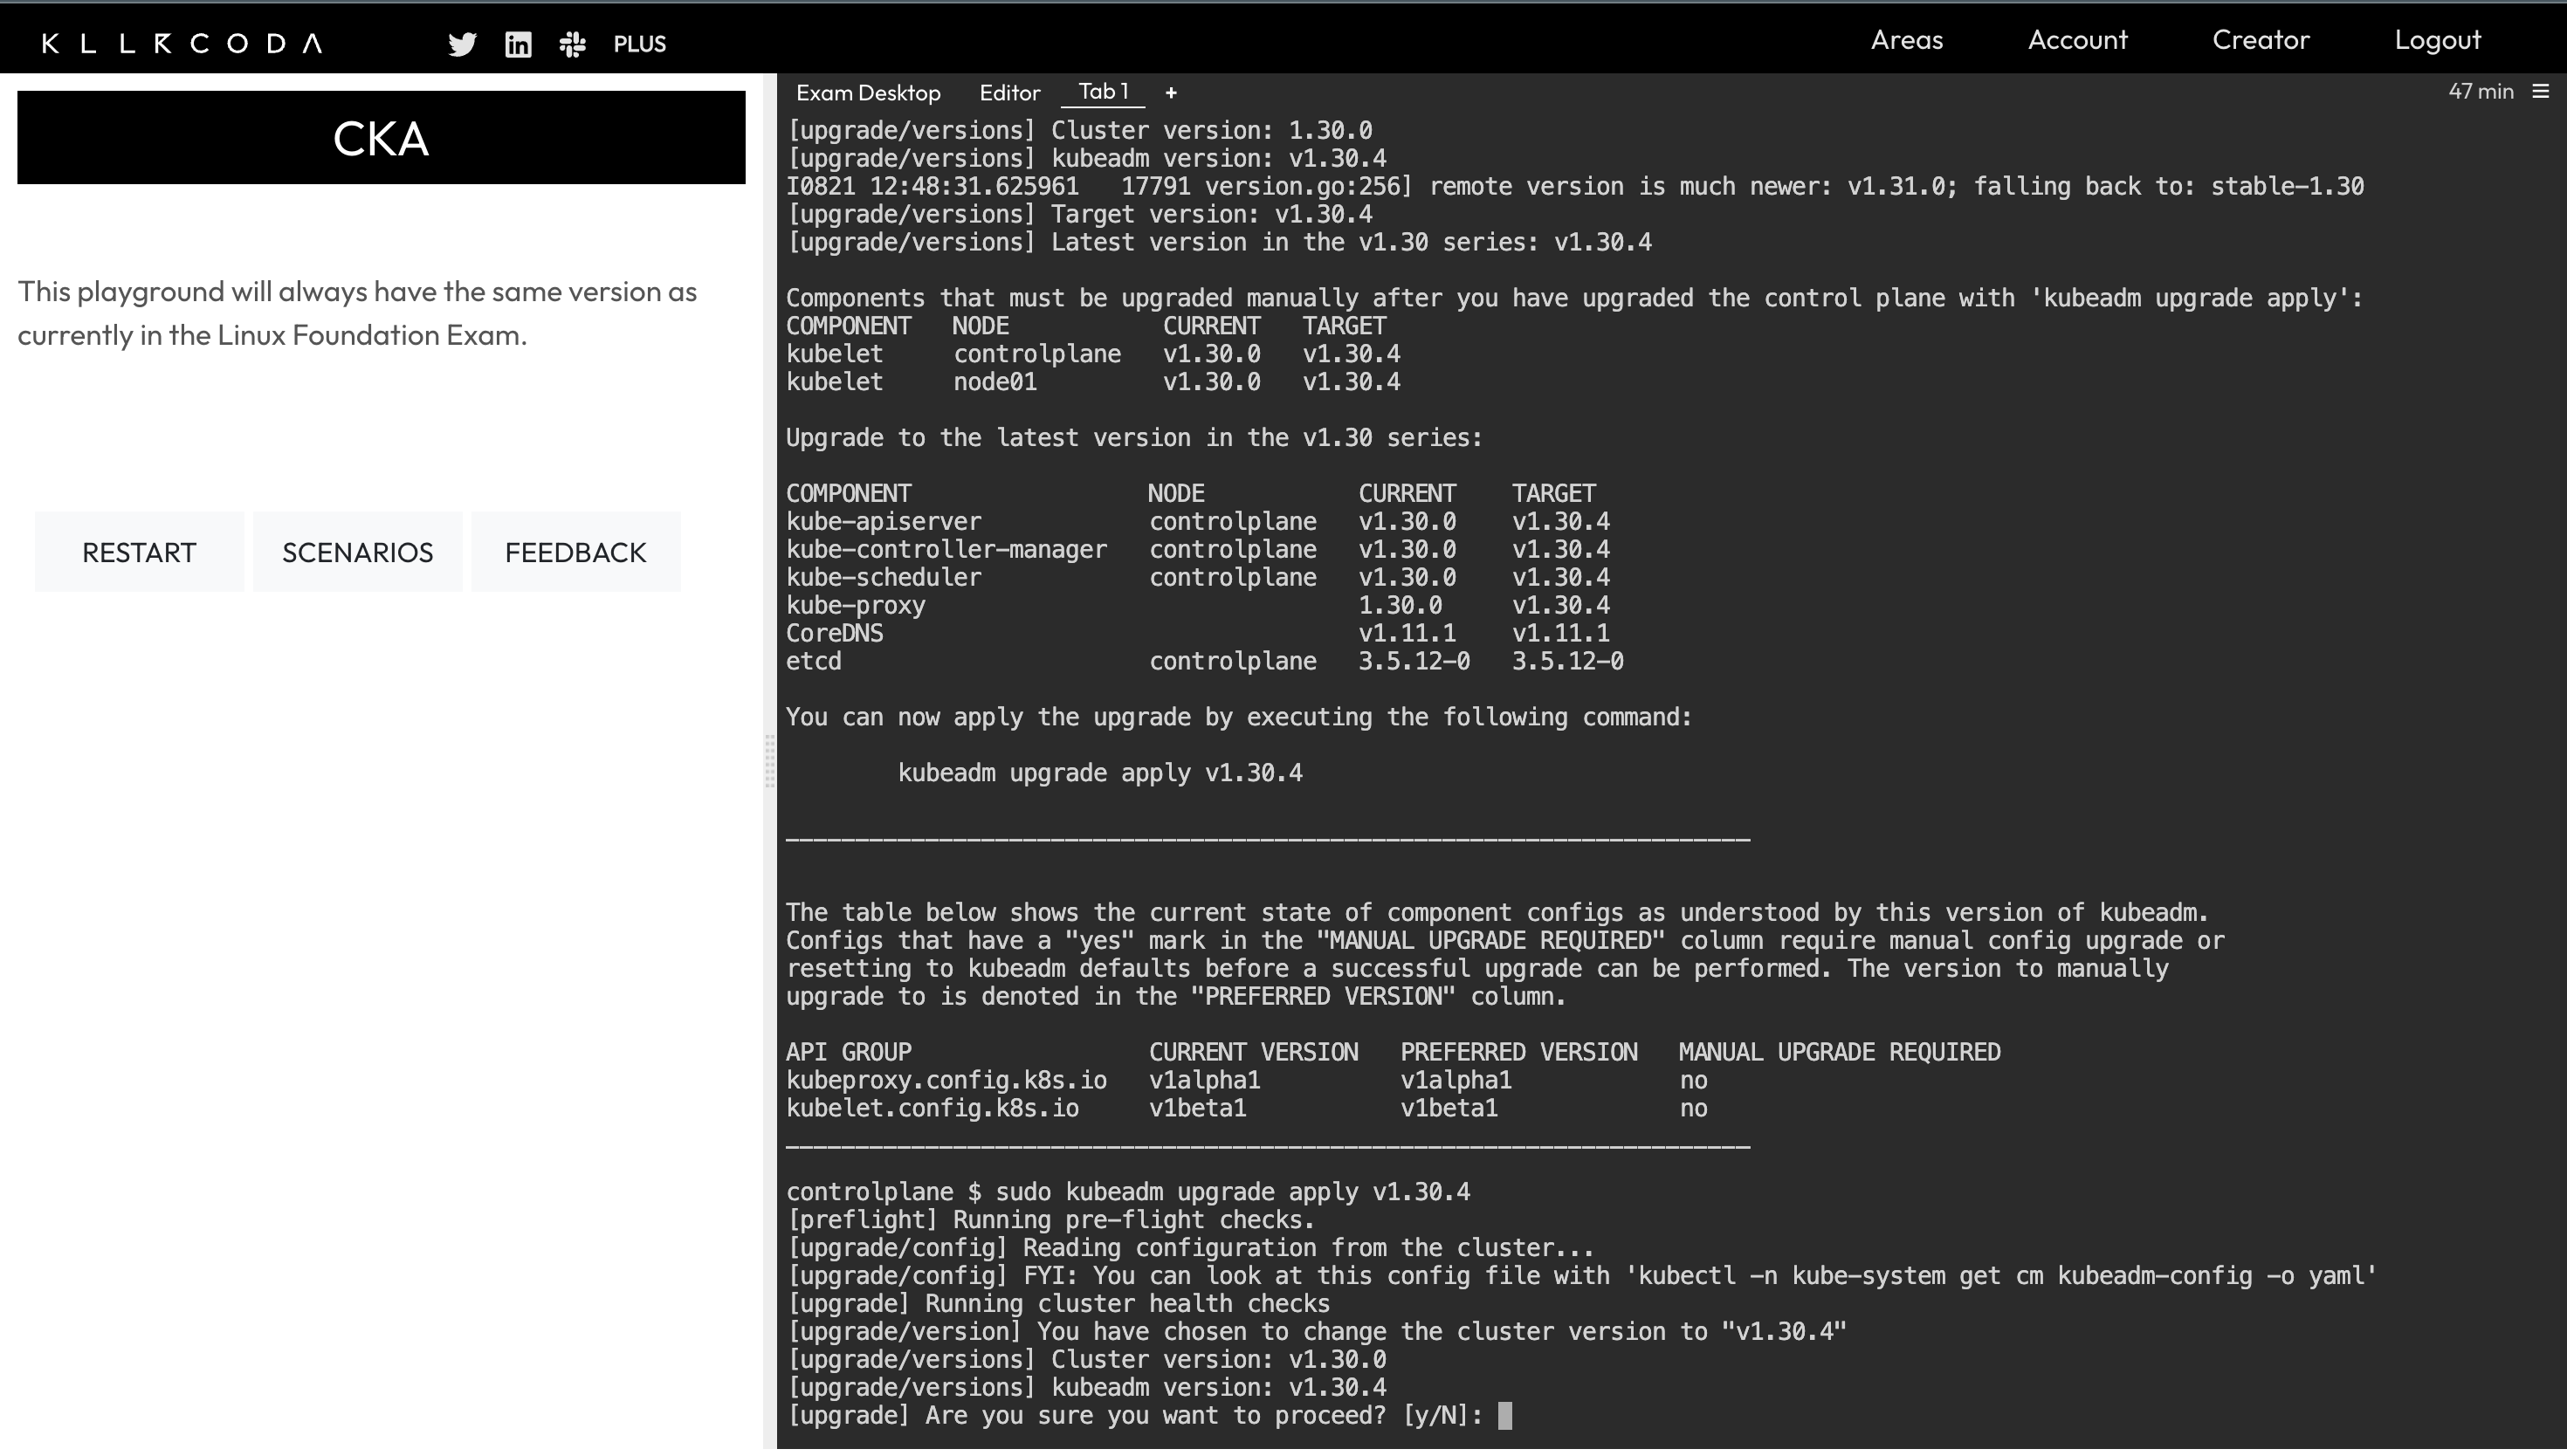 KLLRCODA
PLUS
Areas
Account
Creator
Logout
CKA
This playground will always have the same version as
currently in the Linux Foundation Exam.
RESTART
SCENARIOS
FEEDBACK
Exam Desktop
Editor
Tab 1
+
47 min
[upgrade/versions] Cluster version: 1.30.0
[upgrade/versions] kubeadm version: v1.30.4
I0821 12:48:31.625961   17791 version.go:256] remote version is much newer: v1.31.0; falling back to: stable-1.30
[upgrade/versions] Target version: v1.30.4
[upgrade/versions] Latest version in the v1.30 series: v1.30.4
Components that must be upgraded manually after you have upgraded the control plane with 'kubeadm upgrade apply':
COMPONENT   NODE           CURRENT   TARGET
kubelet     controlplane   v1.30.0   v1.30.4
kubelet     node01         v1.30.0   v1.30.4
Upgrade to the latest version in the v1.30 series:
COMPONENT                 NODE           CURRENT    TARGET
kube-apiserver            controlplane   v1.30.0    v1.30.4
kube-controller-manager   controlplane   v1.30.0    v1.30.4
kube-scheduler            controlplane   v1.30.0    v1.30.4
kube-proxy                               1.30.0     v1.30.4
CoreDNS                                  v1.11.1    v1.11.1
etcd                      controlplane   3.5.12-0   3.5.12-0
You can now apply the upgrade by executing the following command:
kubeadm upgrade apply v1.30.4
_____________________________________________________________________
The table below shows the current state of component configs as understood by this version of kubeadm.
Configs that have a "yes" mark in the "MANUAL UPGRADE REQUIRED" column require manual config upgrade or
resetting to kubeadm defaults before a successful upgrade can be performed. The version to manually
upgrade to is denoted in the "PREFERRED VERSION" column.
API GROUP                 CURRENT VERSION   PREFERRED VERSION   MANUAL UPGRADE REQUIRED
kubeproxy.config.k8s.io   v1alpha1          v1alpha1            no
kubelet.config.k8s.io     v1beta1           v1beta1             no
_____________________________________________________________________
controlplane $ sudo kubeadm upgrade apply v1.30.4
[preflight] Running pre-flight checks.
[upgrade/config] Reading configuration from the cluster...
[upgrade/config] FYI: You can look at this config file with 'kubectl -n kube-system get cm kubeadm-config -o yaml'
[upgrade] Running cluster health checks
[upgrade/version] You have chosen to change the cluster version to "v1.30.4"
[upgrade/versions] Cluster version: v1.30.0
[upgrade/versions] kubeadm version: v1.30.4
[upgrade] Are you sure you want to proceed? [y/N]: